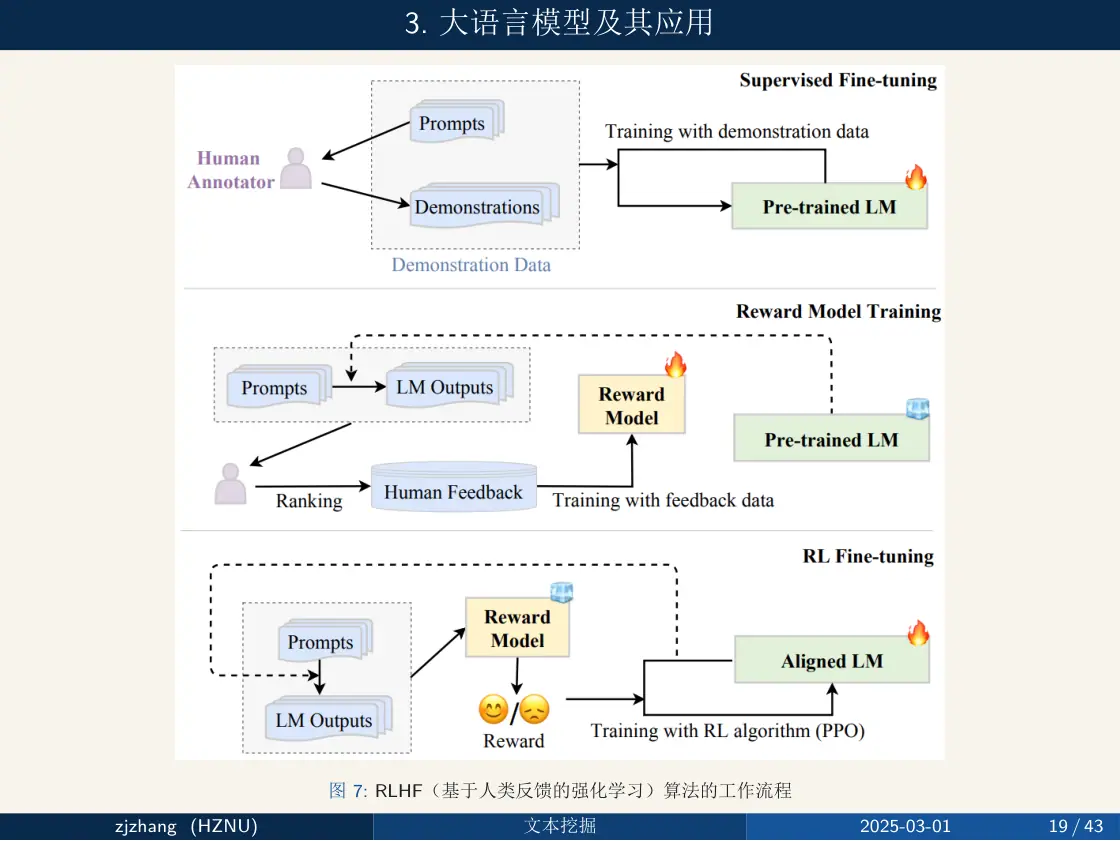 3. 大语言模型及其应用
Supervised Fine-tuning
Prompts
Training with demonstration data
Human
Annotator
Demonstrations
Pre-trained LM
Demonstration Data
Reward Model Training
Prompts
LM Outputs
Reward
Model
Pre-trained LM
Ranking
Human Feedback
Training with feedback data
RL Fine-tuning
Prompts
Reward
Model
Aligned LM
LM Outputs
/
Reward
Training with RL algorithm (PPO)
图 7: RLHF（基于人类反馈的强化学习）算法的工作流程
zjzhang (HZNU)
文本挖掘
2025-03-01
19 / 43